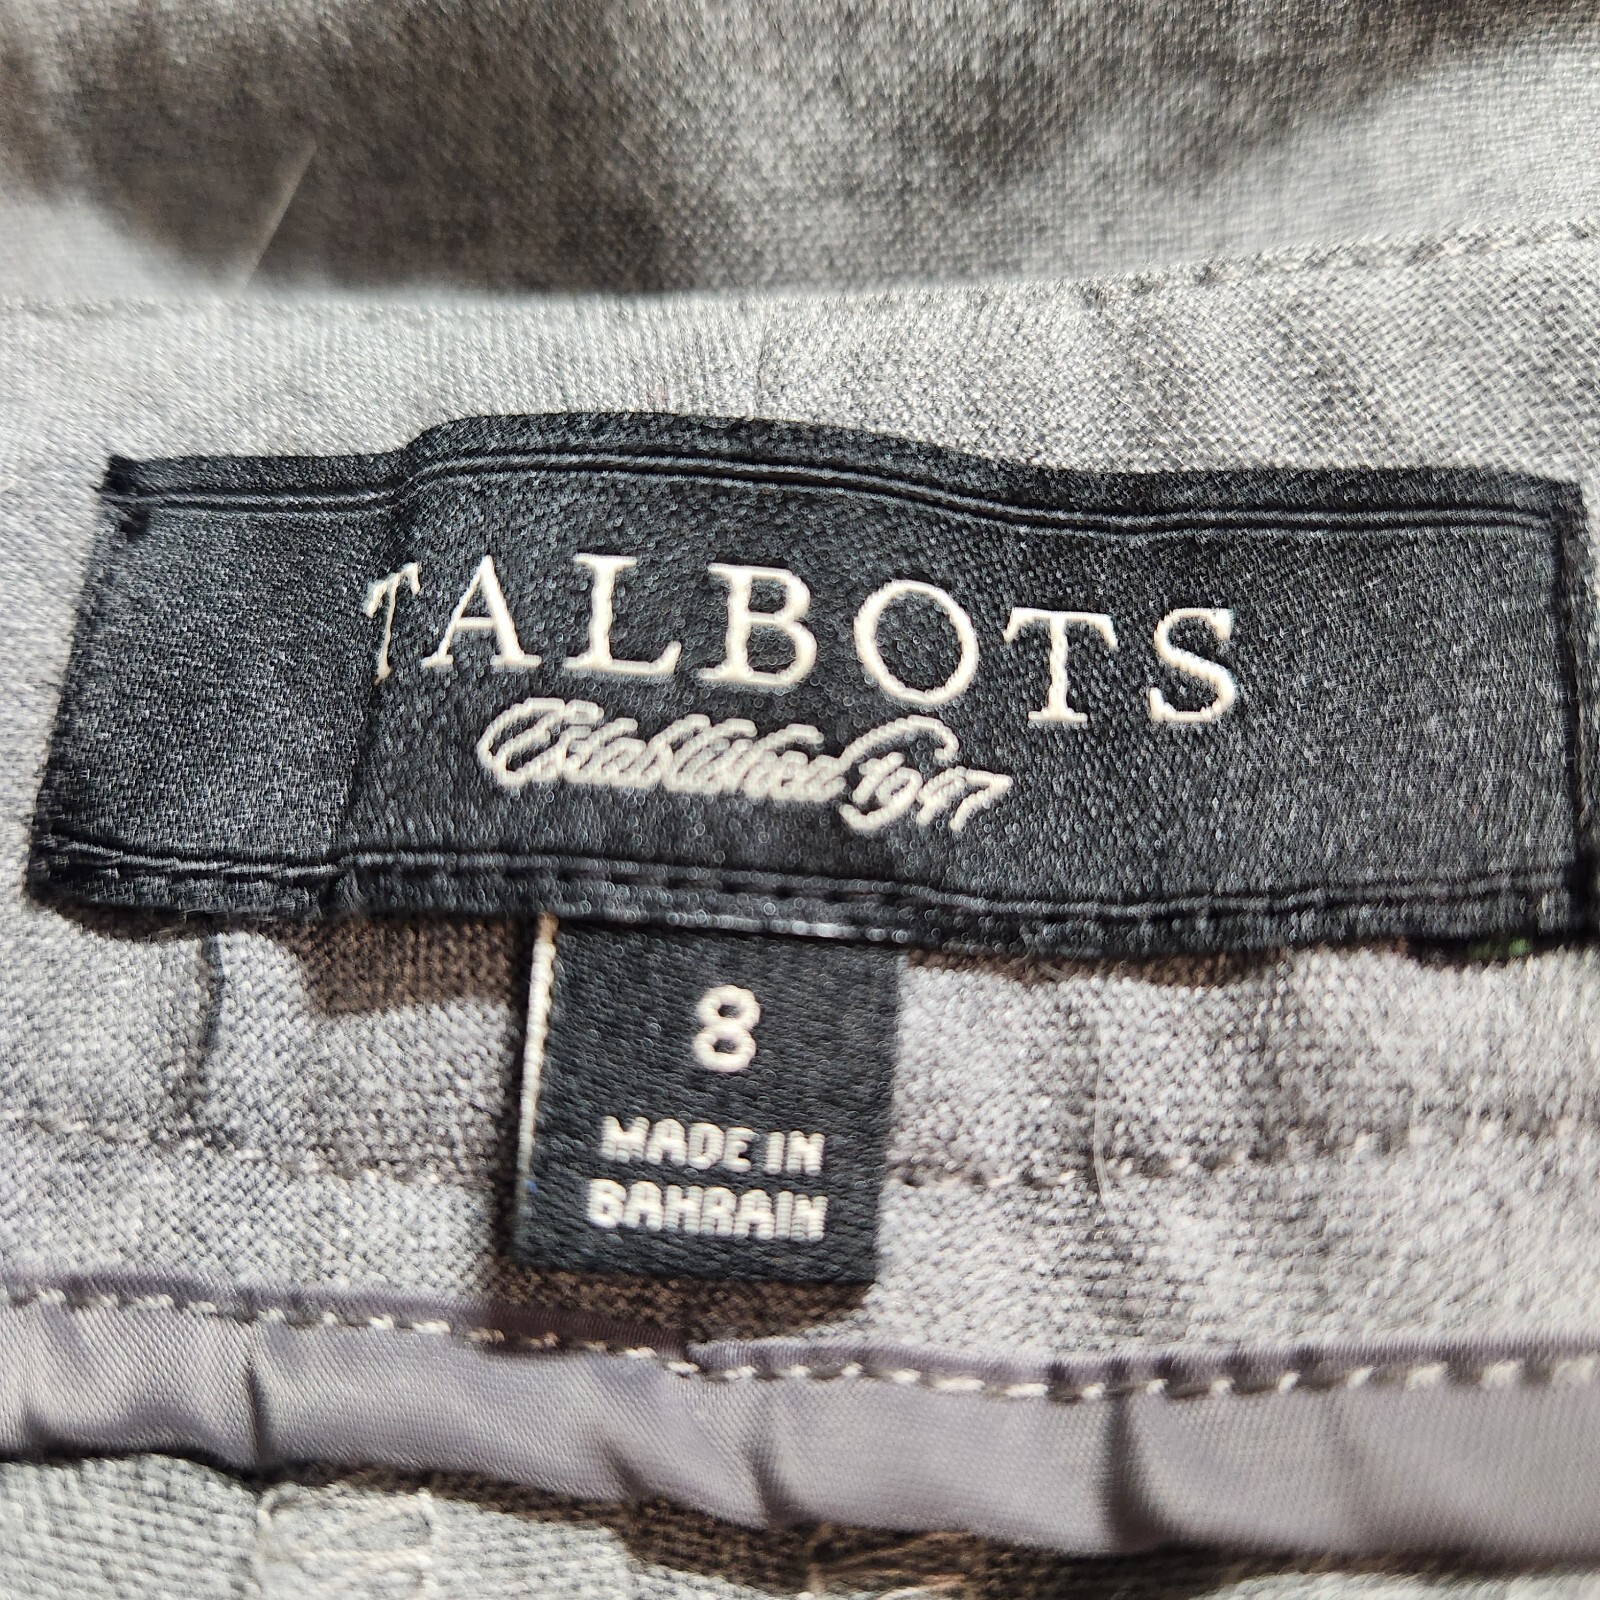 TALBOTS
Established 1947
8
MADE IN
BAHRAIN